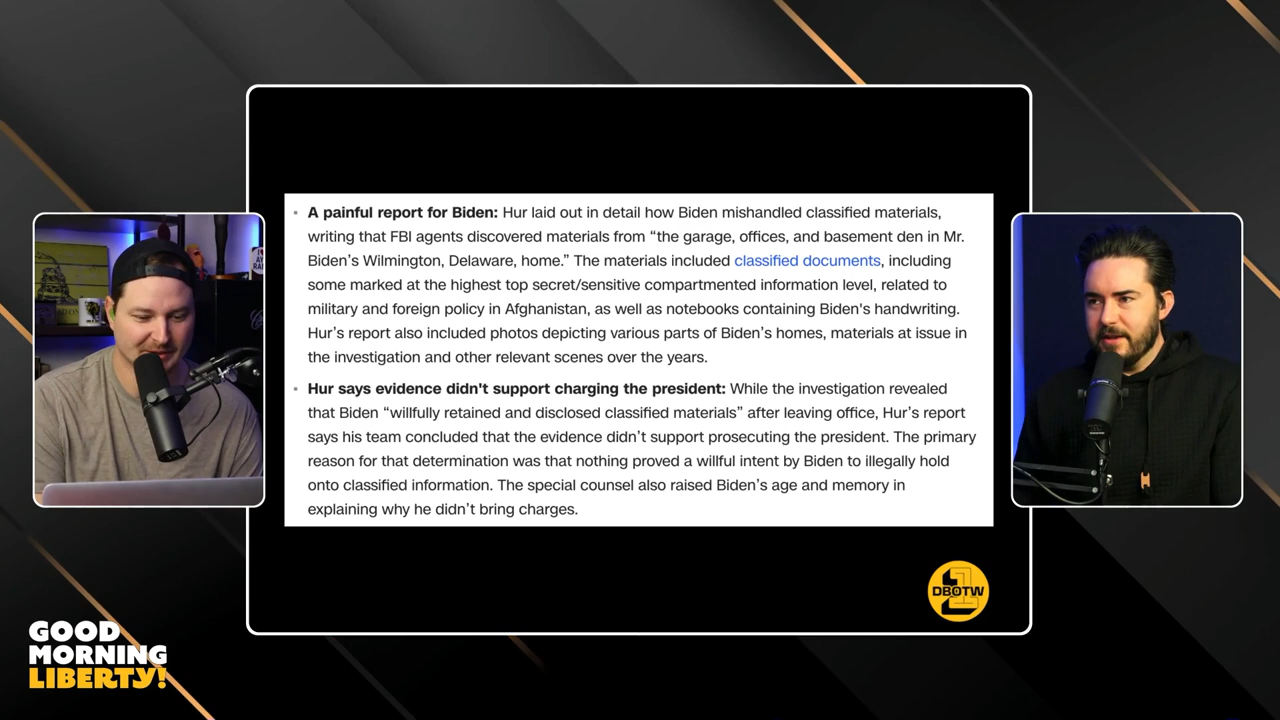 A painful report for Biden: Hur laid out in detail how Biden mishandled classified materials,
writing that FBI agents discovered materials from “the garage, offices, and basement den in Mr.
Biden’s Wilmington, Delaware, home.” The materials included classified documents, including
some marked at the highest top secret/sensitive compartmented information level, related to
military and foreign policy in Afghanistan, as well as notebooks containing Biden's handwriting.
Hur’s report also included photos depicting various parts of Biden’s homes, materials at issue in
the investigation and other relevant scenes over the years.
Hur says evidence didn't support charging the president: While the investigation revealed
that Biden “willfully retained and disclosed classified materials” after leaving office, Hur’s report
says his team concluded that the evidence didn’t support prosecuting the president. The primary
reason for that determination was that nothing proved a willful intent by Biden to illegally hold
onto classified information. The special counsel also raised Biden’s age and memory in
explaining why he didn’t bring charges.
DBOTW
GOOD
MORNING
LIBERTY!